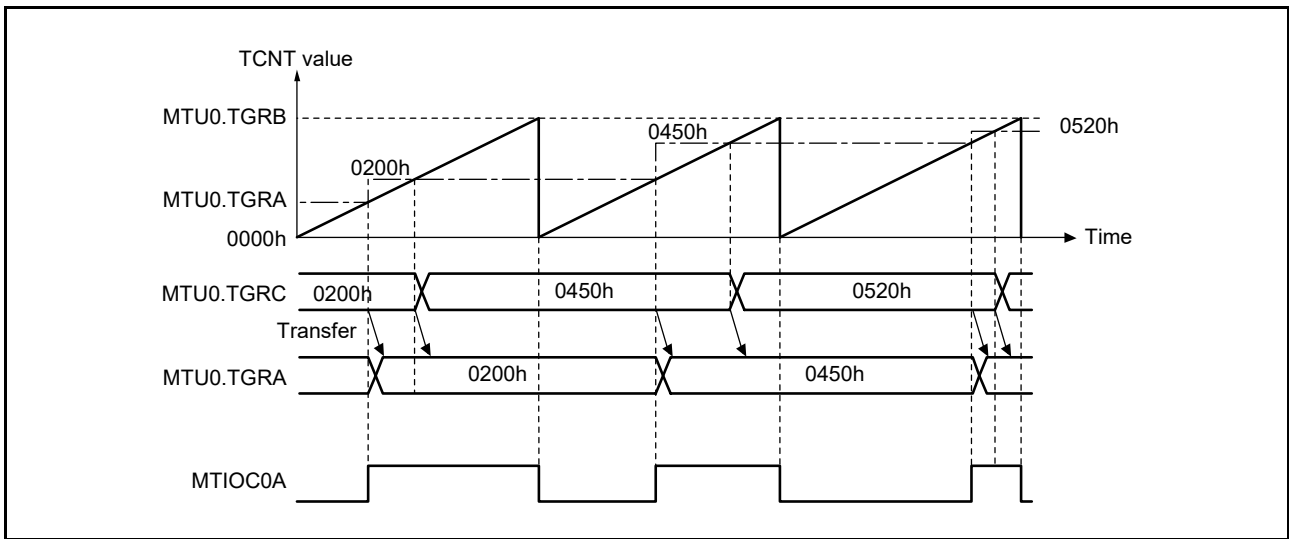 TCNT value
MTU0.TGRB
0520h
0450h
0200h
MTU0.TGRA
0000h
Time
MTU0.TGRC
0200h
0450h
0520h
Transfer
MTU0.TGRA
0200h
0450h
MTIOC0A